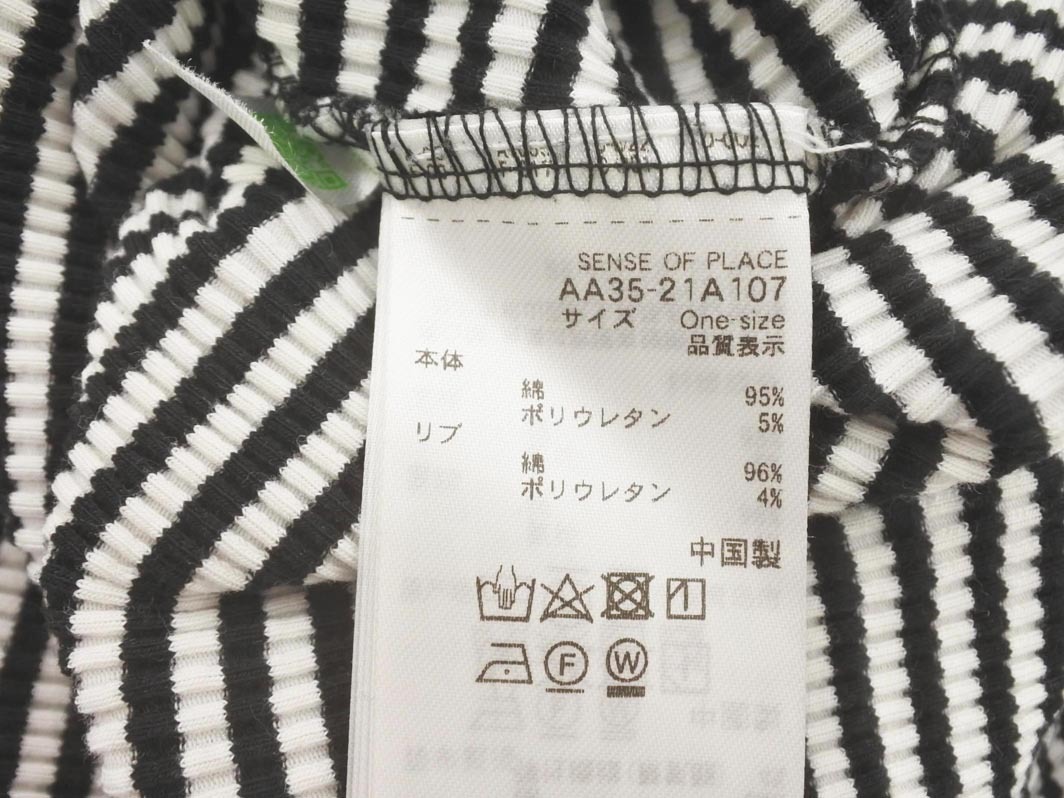 SENSE OF PLACE
AA35-21A107
サイズ One-size
品質表示
本体
綿 95%
ポリウレタン 5%
リブ
綿 96%
ポリウレタン 4%
中国製
F W